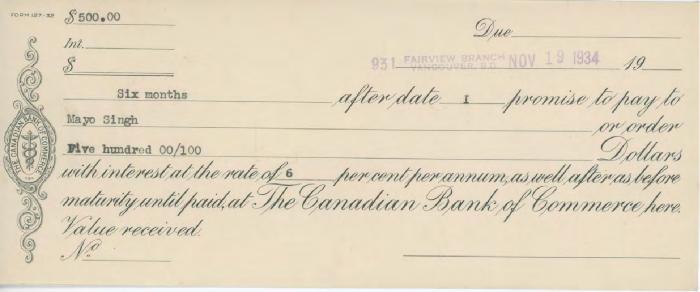 FORM 127-32
$ 500.00
Due
Int.
$
931 FAIRVIEW BRANCH NOV 19 1934 19
VANCOUVER, B.C.
Six months after date I promise to pay to
Mayo Singh or order
Five hundred 00/100 Dollars
with interest at the rate of 6 per cent per annum, as well after as before
maturity until paid, at The Canadian Bank of Commerce here.
Value received.
No
THE CANADIAN BANK OF COMMERCE